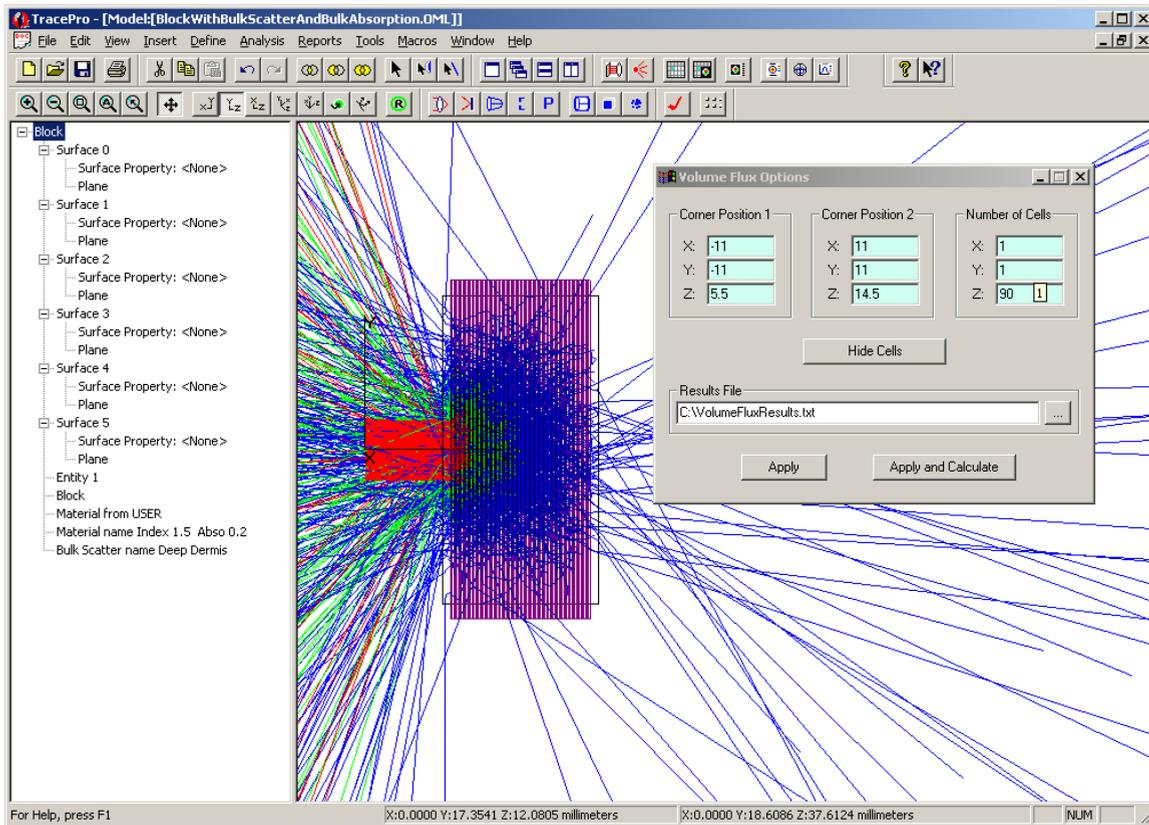 TracePro - [Model:[BlockWithBulkScatterAndBulkAbsorption.OML]]
File Edit View Insert Define Analysis Reports Tools Macros Window Help
Block
Surface 0
Surface Property: <None>
Plane
Surface 1
Surface Property: <None>
Plane
Surface 2
Surface Property: <None>
Plane
Surface 3
Surface Property: <None>
Plane
Surface 4
Surface Property: <None>
Plane
Surface 5
Surface Property: <None>
Plane
Entity 1
Block
Material from USER
Material name Index 1.5 Abso 0.2
Bulk Scatter name Deep Dermis
Y
X
Volume Flux Options
Corner Position 1 Corner Position 2 Number of Cells
X: -11 X: 11 X: 1
Y: -11 Y: 11 Y: 1
Z: 5.5 Z: 14.5 Z: 90 1
Hide Cells
Results File
C:\VolumeFluxResults.txt ...
Apply Apply and Calculate
For Help, press F1 X:0.0000 Y:17.3541 Z:12.0805 millimeters X:0.0000 Y:18.6086 Z:37.6124 millimeters NUM